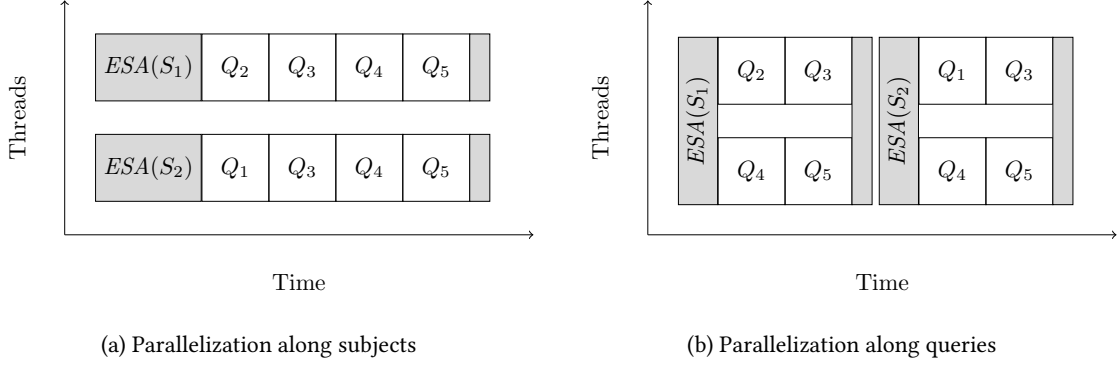 Threads
ESA(S₁) Q₂ Q₃ Q₄ Q₅
ESA(S₂) Q₁ Q₃ Q₄ Q₅
Time
(a) Parallelization along subjects
Threads
ESA(S₁) Q₂ Q₃ ESA(S₂) Q₁ Q₃
Q₄ Q₅ Q₄ Q₅
Time
(b) Parallelization along queries